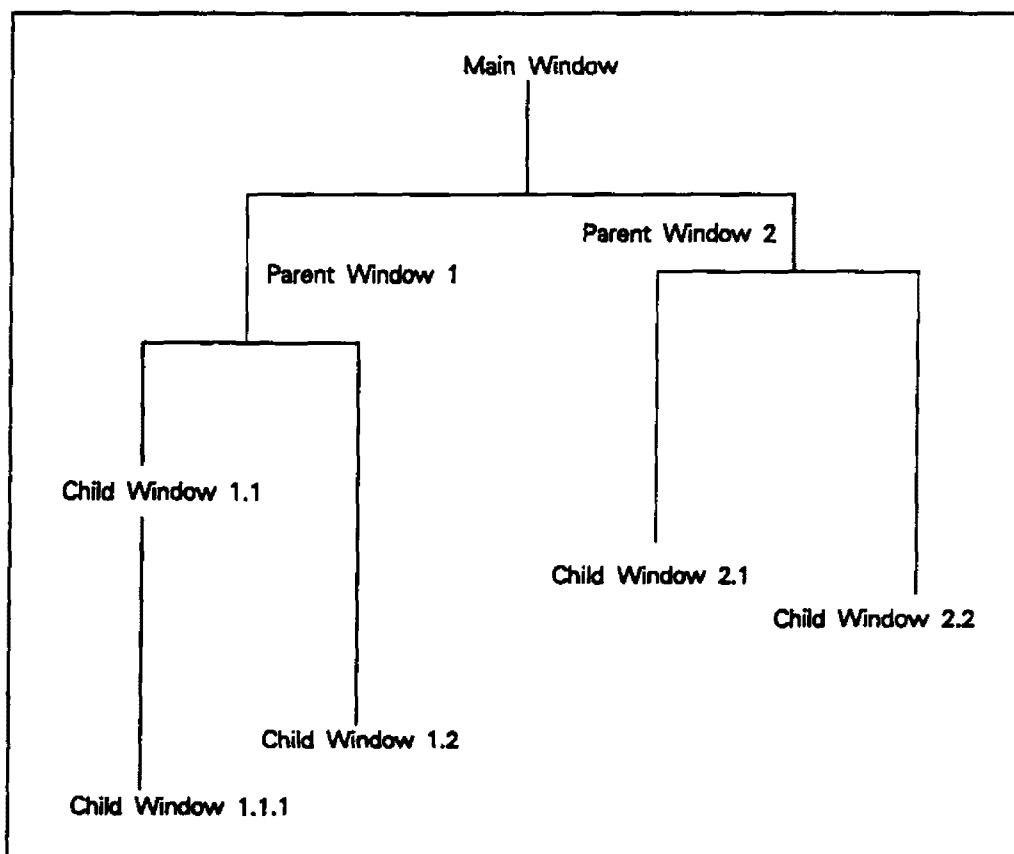 Main Window
Parent Window 2
Parent Window 1
Child Window 1.1
Child Window 2.1
Child Window 2.2
Child Window 1.2
Child Window 1.1.1